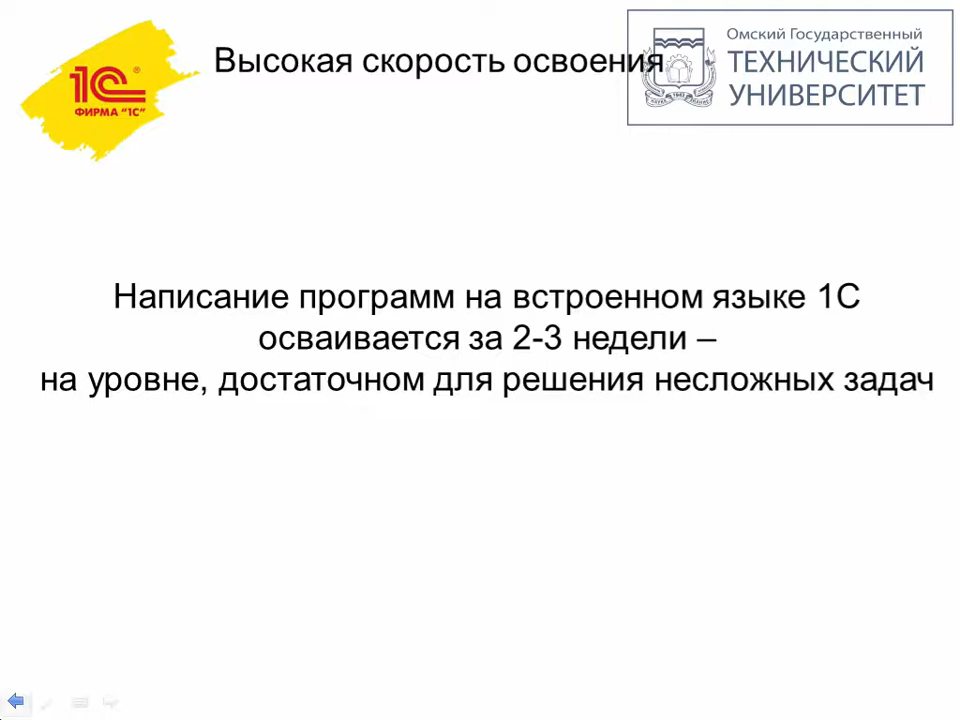 1С®
ФИРМА "1С"
Высокая скорость освоения
Омский Государственный
ТЕХНИЧЕСКИЙ
УНИВЕРСИТЕТ
Написание программ на встроенном языке 1С
осваивается за 2-3 недели –
на уровне, достаточном для решения несложных задач